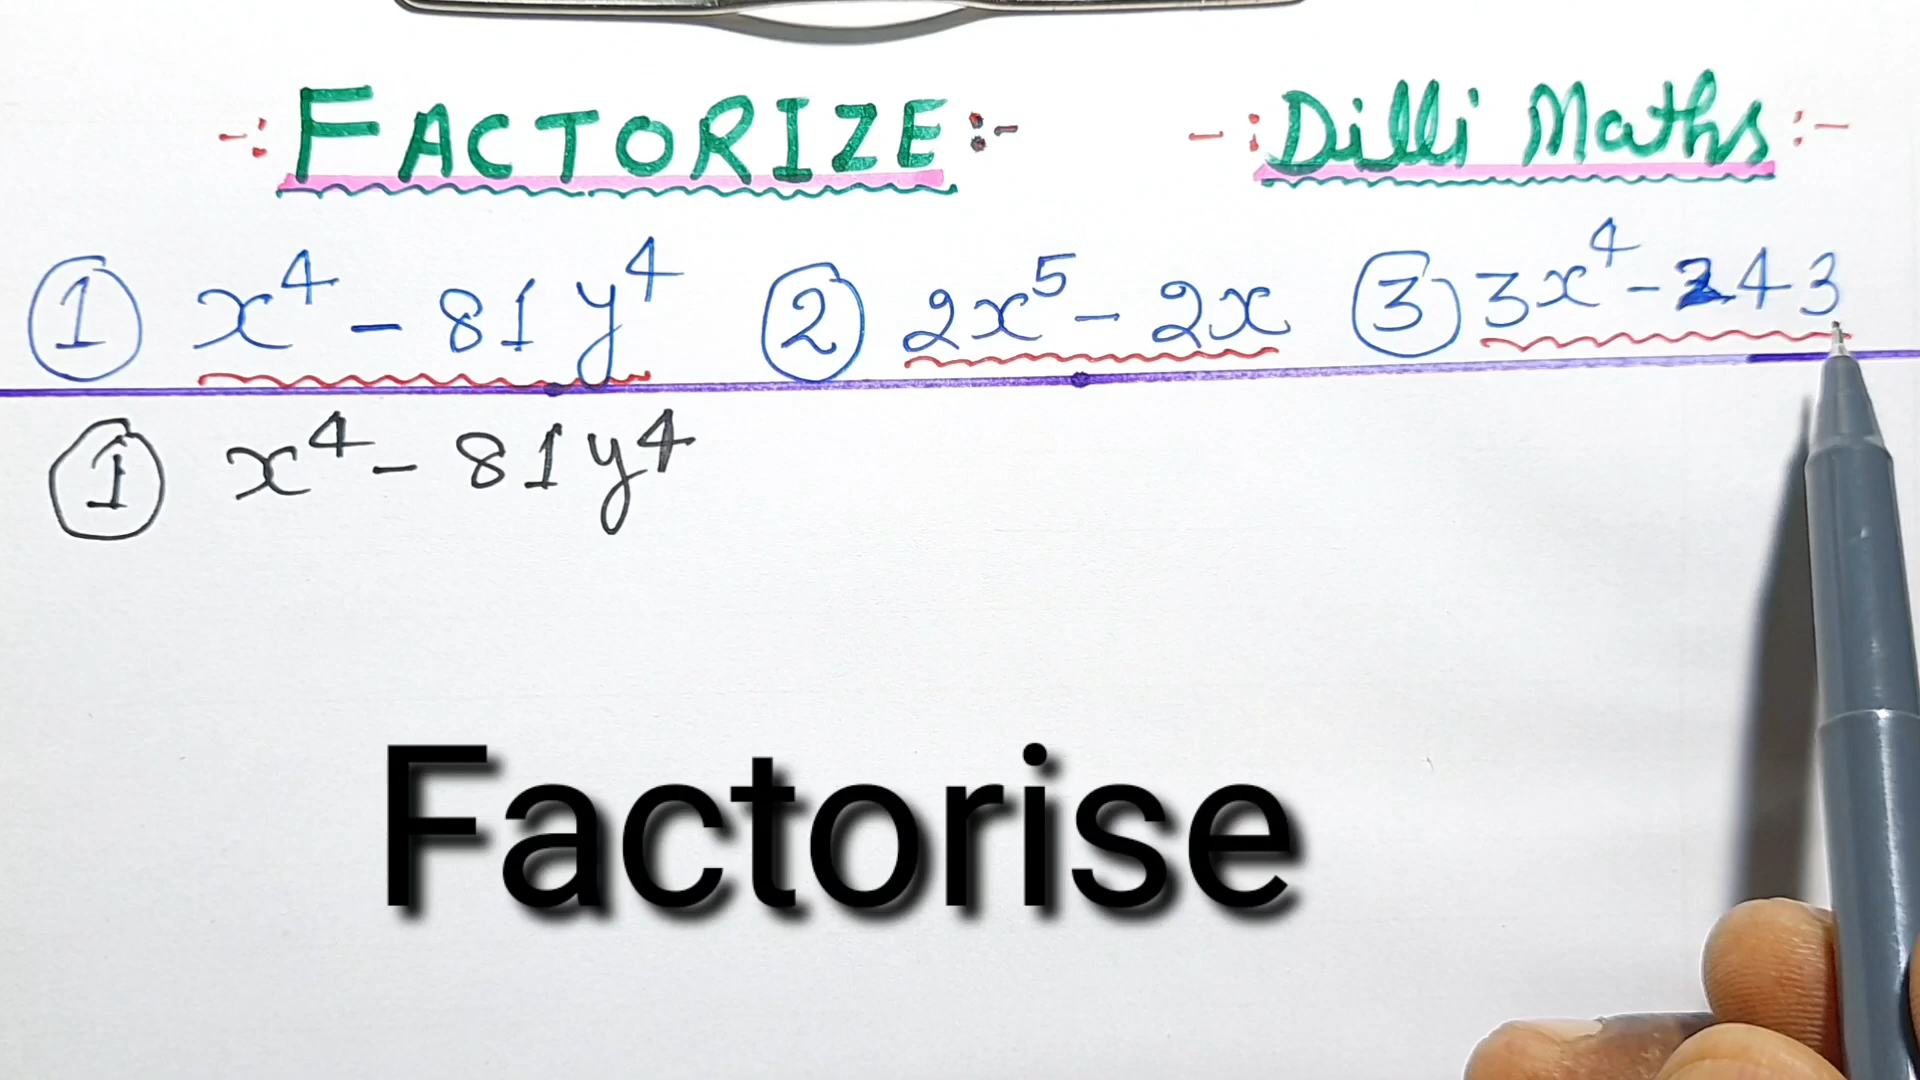 -: FACTORIZE :- -: Dilli Maths :-
① x⁴ - 81y⁴ ② 2x⁵ - 2x ③ 3x⁴ - 243
① x⁴ - 81y⁴
Factorise